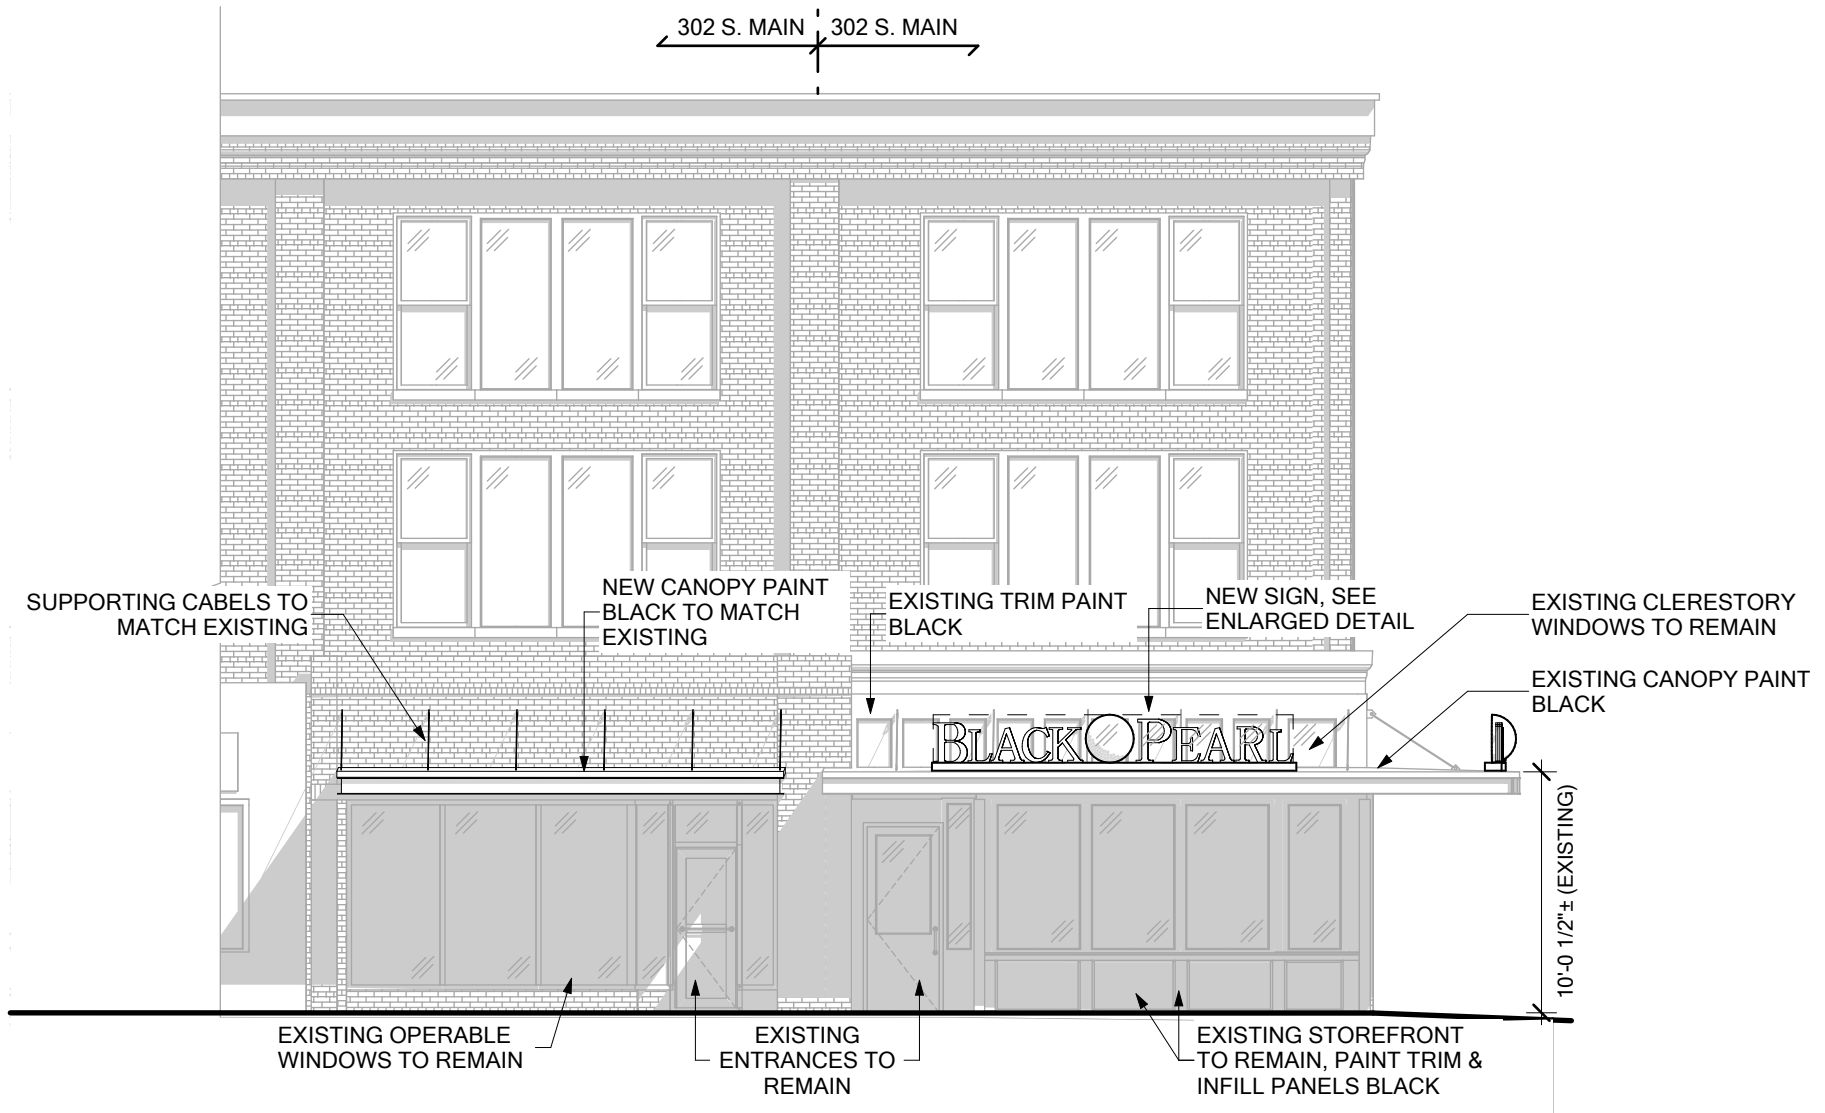 302 S. MAIN
302 S. MAIN
SUPPORTING CABELS TO
MATCH EXISTING
NEW CANOPY PAINT
BLACK TO MATCH
EXISTING
EXISTING TRIM PAINT
BLACK
NEW SIGN, SEE
ENLARGED DETAIL
EXISTING CLERESTORY
WINDOWS TO REMAIN
EXISTING CANOPY PAINT
BLACK
BLACK PEARL
10'-0 1/2"± (EXISTING)
EXISTING OPERABLE
WINDOWS TO REMAIN
EXISTING
ENTRANCES TO
REMAIN
EXISTING STOREFRONT
TO REMAIN, PAINT TRIM &
INFILL PANELS BLACK